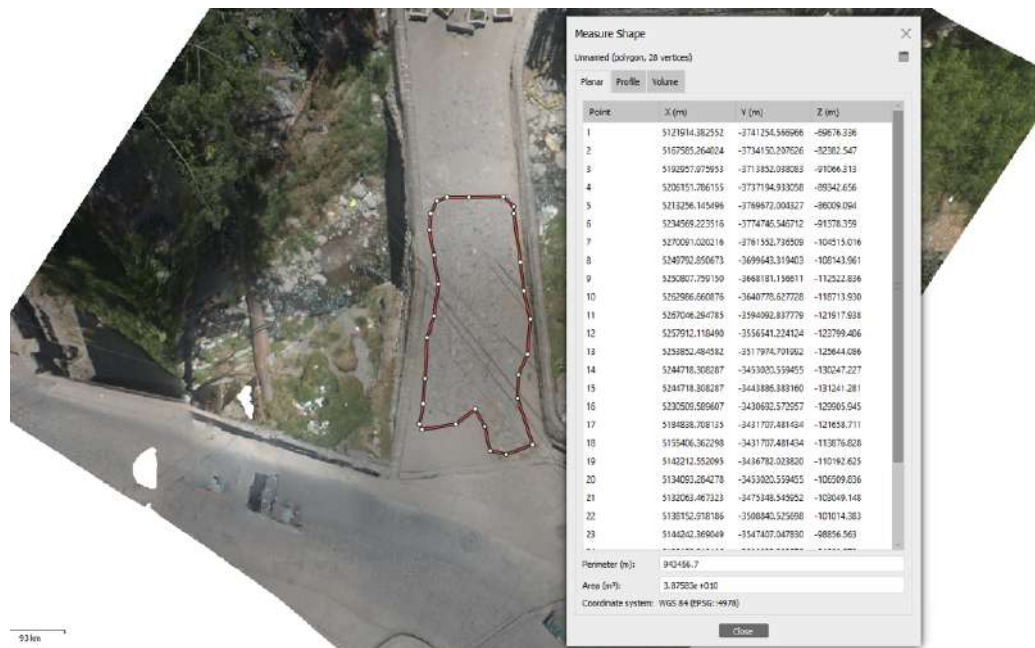 Measure Shape
Unnamed (polygon, 28 vertices)
Planar Profile Volume
Point X (m) Y (m) Z (m)
1 5121914.382552 -3741254.566966 -69676.336
2 5167585.264024 -3734150.207626 -82382.547
3 5192957.975953 -3713852.038083 -91066.313
4 5206151.786155 -3737194.933058 -89342.656
5 5213256.145496 -3769672.004327 -86009.094
6 5234569.223516 -3774746.546712 -91378.359
7 5270091.020216 -3761552.736509 -104515.016
8 5249792.850673 -3699643.319403 -108143.961
9 5250807.759150 -3668181.156611 -112522.836
10 5262986.660876 -3640778.627728 -118713.930
11 5267046.294785 -3594092.837779 -121917.938
12 5257912.118490 -3556541.224124 -123799.406
13 5253852.484582 -3517974.701992 -125644.086
14 5244718.308287 -3453020.559455 -130247.227
15 5244718.308287 -3443886.383160 -131241.281
16 5230509.589607 -3430692.572957 -129905.945
17 5184838.708135 -3431707.481434 -121658.711
18 5155406.362298 -3431707.481434 -113876.828
19 5142212.552095 -3436782.023820 -110192.625
20 5134093.284278 -3453020.559455 -106509.836
21 5132063.467323 -3475348.545952 -103049.148
22 5138152.918186 -3508840.525698 -101014.383
23 5144242.369049 -3547407.047830 -98856.563
Perimeter (m): 943466.7
Area (m²): 3.87583e+010
Coordinate system: WGS 84 (EPSG::4978)
Close
93 km